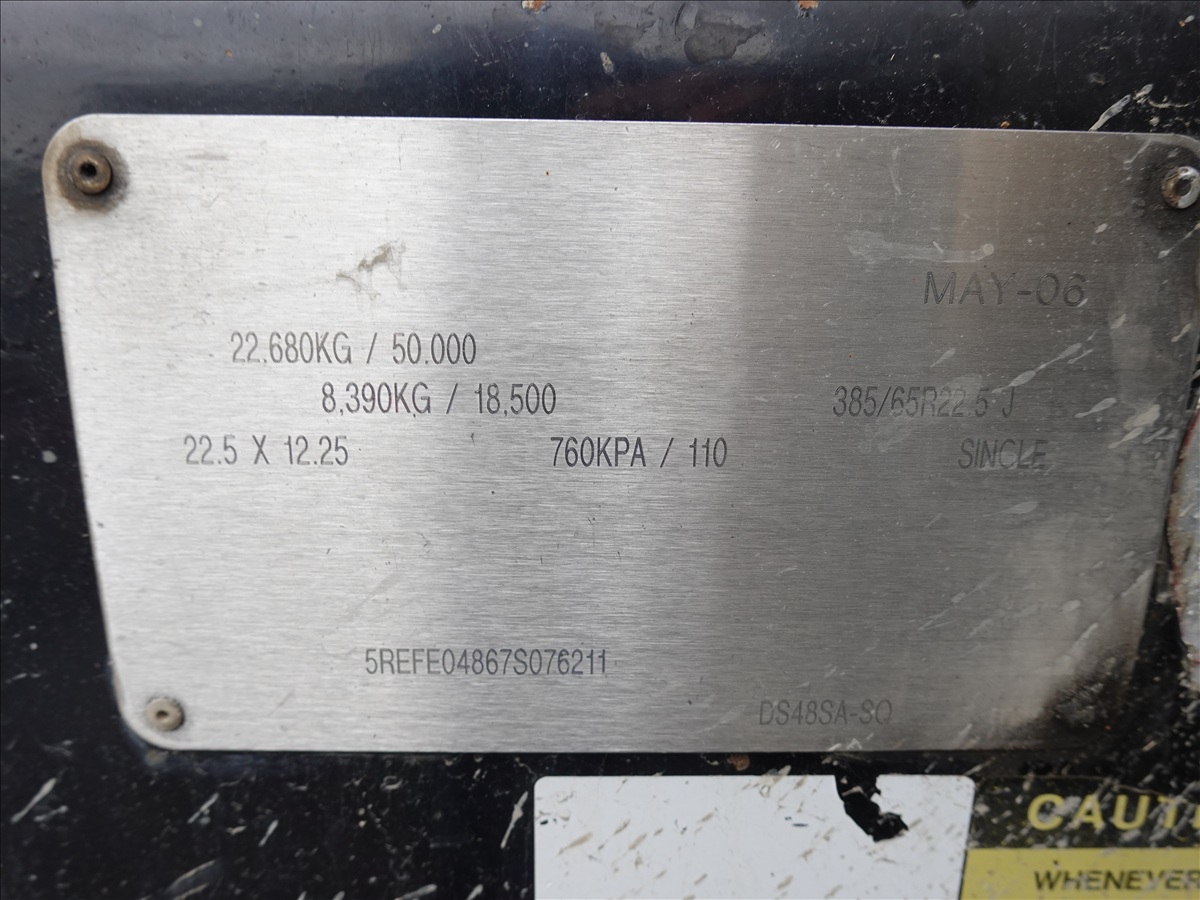 MAY-06
22,680KG / 50.000
8,390KG / 18,500 385/65R22.5 J
22.5 X 12.25 760KPA / 110 SINGLE
5REFE04867S076211
DS48SA-SO
CAUTI
WHENEVER